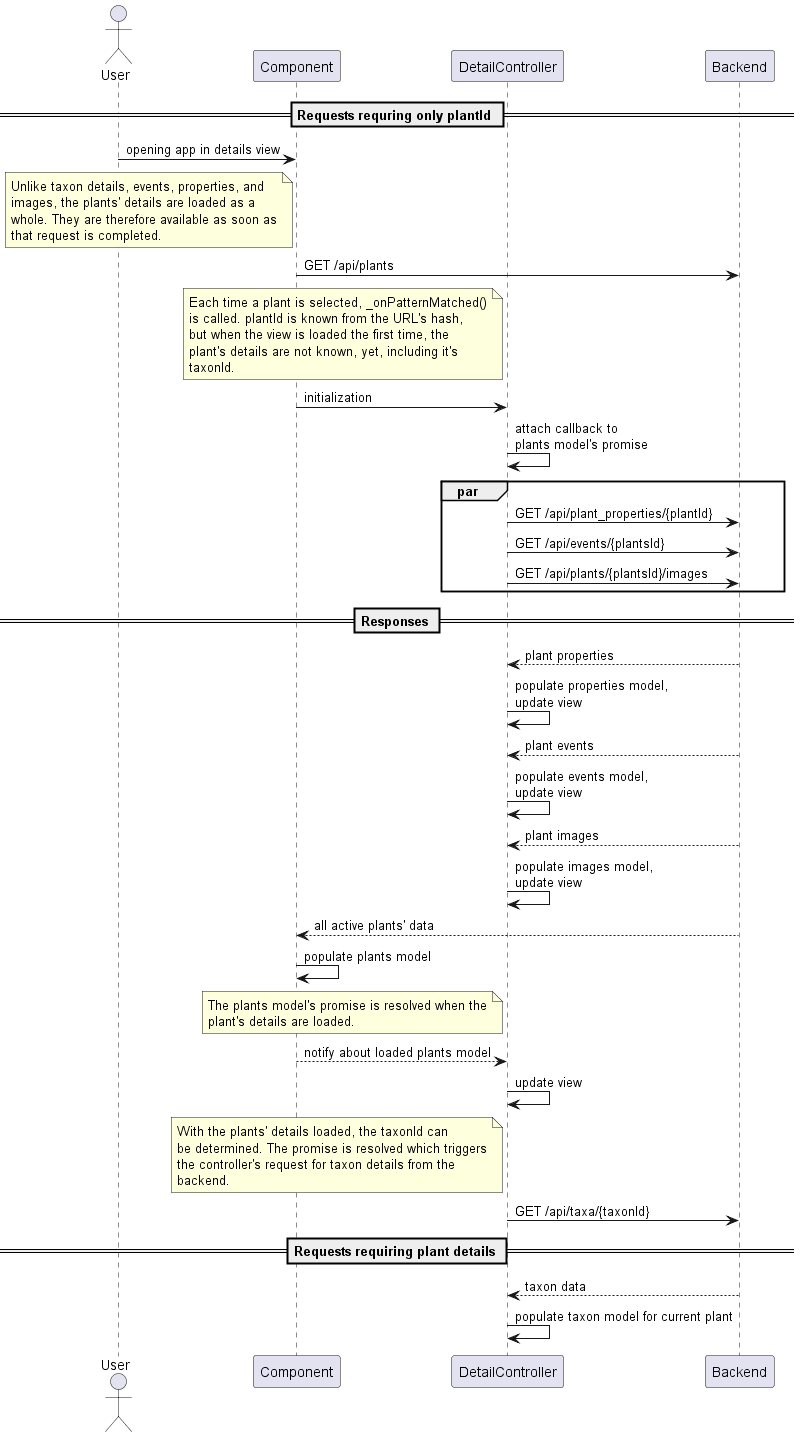 User
Component
DetailController
Backend
Requests requring only plantId
opening app in details view
Unlike taxon details, events, properties, and
images, the plants' details are loaded as a
whole. They are therefore available as soon as
that request is completed.
GET /api/plants
Each time a plant is selected, _onPatternMatched()
is called. plantId is known from the URL's hash,
but when the view is loaded the first time, the
plant's details are not known, yet, including it's
taxonId.
initialization
attach callback to
plants model's promise
par
GET /api/plant_properties/{plantId}
GET /api/events/{plantsId}
GET /api/plants/{plantsId}/images
Responses
plant properties
populate properties model,
update view
plant events
populate events model,
update view
plant images
populate images model,
update view
all active plants' data
populate plants model
The plants model's promise is resolved when the
plant's details are loaded.
notify about loaded plants model
update view
With the plants' details loaded, the taxonId can
be determined. The promise is resolved which triggers
the controller's request for taxon details from the
backend.
GET /api/taxa/{taxonId}
Requests requiring plant details
taxon data
populate taxon model for current plant
User
Component
DetailController
Backend